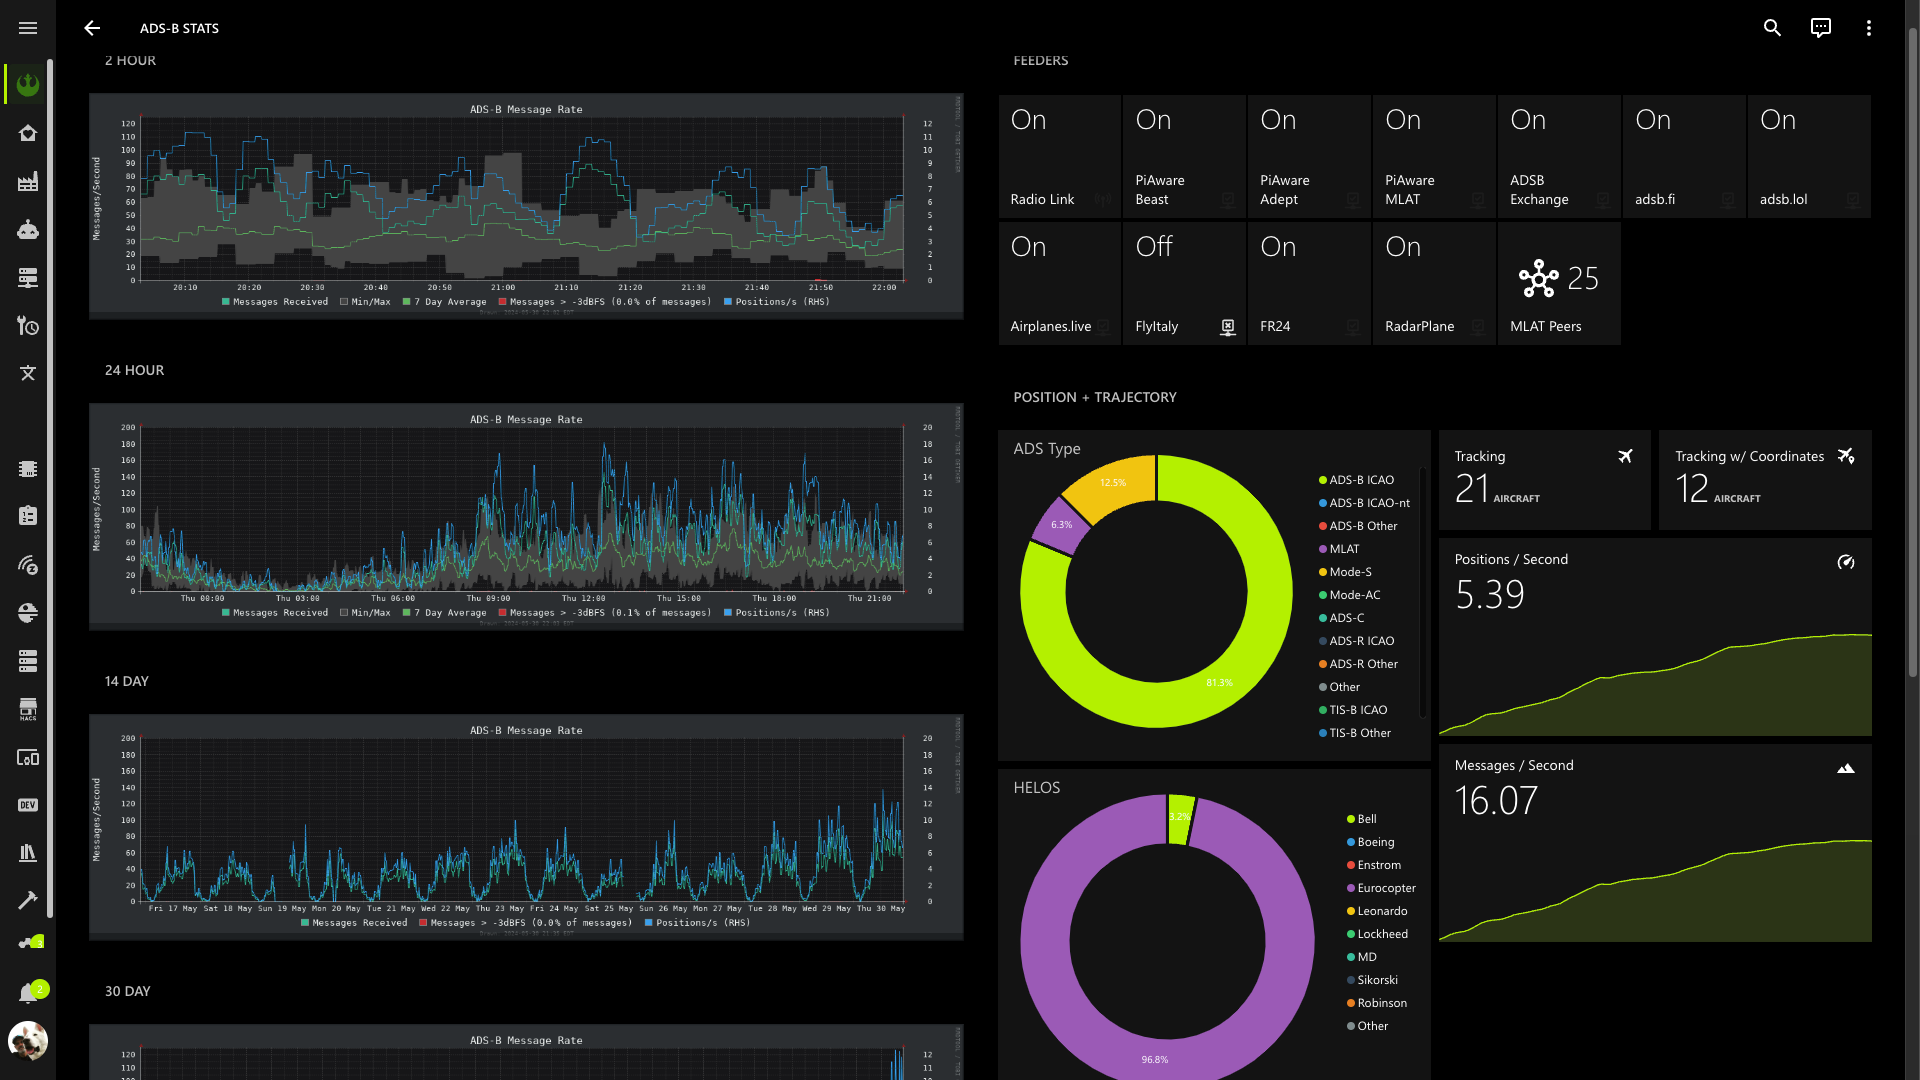 ADS-B STATS
2 HOUR
ADS-B Message Rate
Messages/Second
120
110
100
90
80
70
60
50
40
30
20
10
0
12
11
10
9
8
7
6
5
4
3
2
1
0
20:10 20:20 20:30 20:40 20:50 21:00 21:10 21:20 21:30 21:40 21:50 22:00
Messages Received Min/Max 7 Day Average Messages > -3dBFS (0.0% of messages) Positions/s (RHS)
24 HOUR
ADS-B Message Rate
Messages/Second
200
180
160
140
120
100
80
60
40
20
0
20
18
16
14
12
10
8
6
4
2
0
Thu 00:00 Thu 03:00 Thu 06:00 Thu 09:00 Thu 12:00 Thu 15:00 Thu 18:00 Thu 21:00
Messages Received Min/Max 7 Day Average Messages > -3dBFS (0.1% of messages) Positions/s (RHS)
14 DAY
ADS-B Message Rate
Messages/Second
200
180
160
140
120
100
80
60
40
20
0
20
18
16
14
12
10
8
6
4
2
0
Fri 17 May Sat 18 May Sun 19 May Mon 20 May Tue 21 May Wed 22 May Thu 23 May Fri 24 May Sat 25 May Sun 26 May Mon 27 May Tue 28 May Wed 29 May Thu 30 May
Messages Received Messages > -3dBFS (0.0% of messages) Positions/s (RHS)
30 DAY
ADS-B Message Rate
120
110
12
11
FEEDERS
On
Radio Link
On
PiAware
Beast
On
PiAware
Adept
On
PiAware
MLAT
On
ADSB
Exchange
On
adsb.fi
On
adsb.lol
On
Airplanes.live
Off
FlyItaly
On
FR24
On
RadarPlane
25
MLAT Peers
POSITION + TRAJECTORY
ADS Type
12.5%
6.3%
81.3%
ADS-B ICAO
ADS-B ICAO-nt
ADS-B Other
MLAT
Mode-S
Mode-AC
ADS-C
ADS-R ICAO
ADS-R Other
Other
TIS-B ICAO
TIS-B Other
Tracking
21 AIRCRAFT
Tracking w/ Coordinates
12 AIRCRAFT
Positions / Second
5.39
Messages / Second
16.07
HELOS
3.2%
96.8%
Bell
Boeing
Enstrom
Eurocopter
Leonardo
Lockheed
MD
Sikorski
Robinson
Other
HACS
DEV
3
2